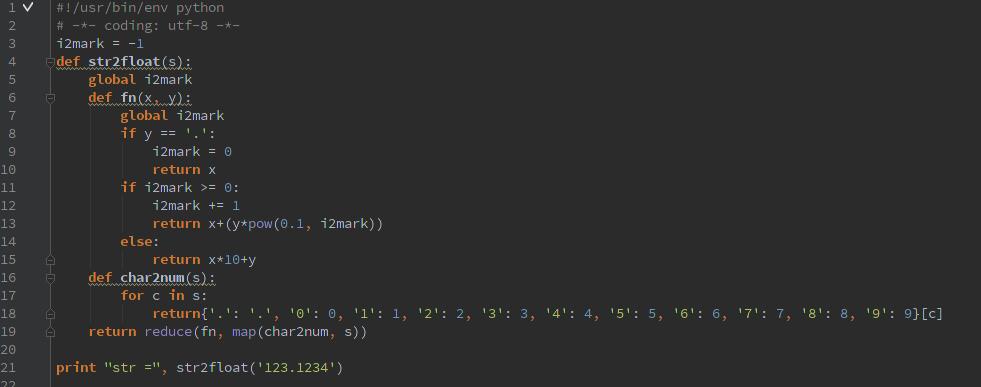 1 #!/usr/bin/env python
2 # -*- coding: utf-8 -*-
3 i2mark = -1
4 def str2float(s):
5     global i2mark
6     def fn(x, y):
7         global i2mark
8         if y == '.':
9             i2mark = 0
10             return x
11         if i2mark >= 0:
12             i2mark += 1
13             return x+(y*pow(0.1, i2mark))
14         else:
15             return x*10+y
16     def char2num(s):
17         for c in s:
18             return{'.': '.', '0': 0, '1': 1, '2': 2, '3': 3, '4': 4, '5': 5, '6': 6, '7': 7, '8': 8, '9': 9}[c]
19     return reduce(fn, map(char2num, s))
20
21 print "str =", str2float('123.1234')
22